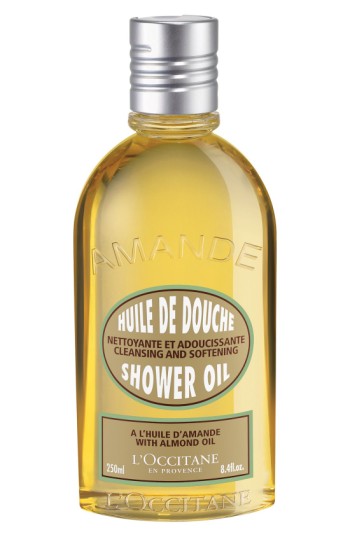 AMANDE
HUILE DE DOUCHE
NETTOYANTE ET ADOUCISSANTE
CLEANSING AND SOFTENING
SHOWER OIL
A L'HUILE D'AMANDE
WITH ALMOND OIL
L'OCCITANE
EN PROVENCE
250ml 8.4fl.oz.
L'OCCITANE